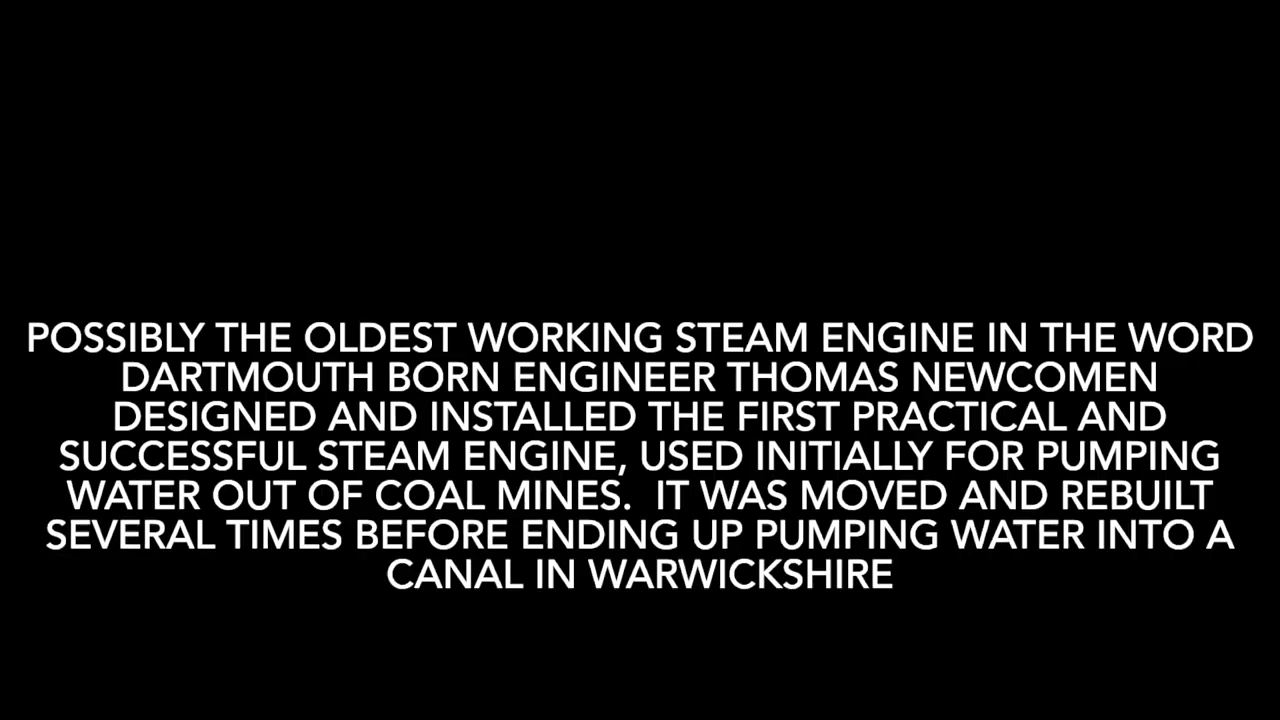 POSSIBLY THE OLDEST WORKING STEAM ENGINE IN THE WORD
DARTMOUTH BORN ENGINEER THOMAS NEWCOMEN
DESIGNED AND INSTALLED THE FIRST PRACTICAL AND
SUCCESSFUL STEAM ENGINE, USED INITIALLY FOR PUMPING
WATER OUT OF COAL MINES.  IT WAS MOVED AND REBUILT
SEVERAL TIMES BEFORE ENDING UP PUMPING WATER INTO A
CANAL IN WARWICKSHIRE